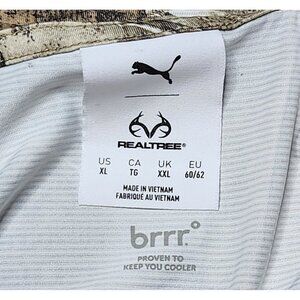 REALTREE®
US CA UK EU
XL TG XXL 60/62
MADE IN VIETNAM
FABRIQUÉ AU VIETNAM
brrr.°
PROVEN TO
KEEP YOU COOLER